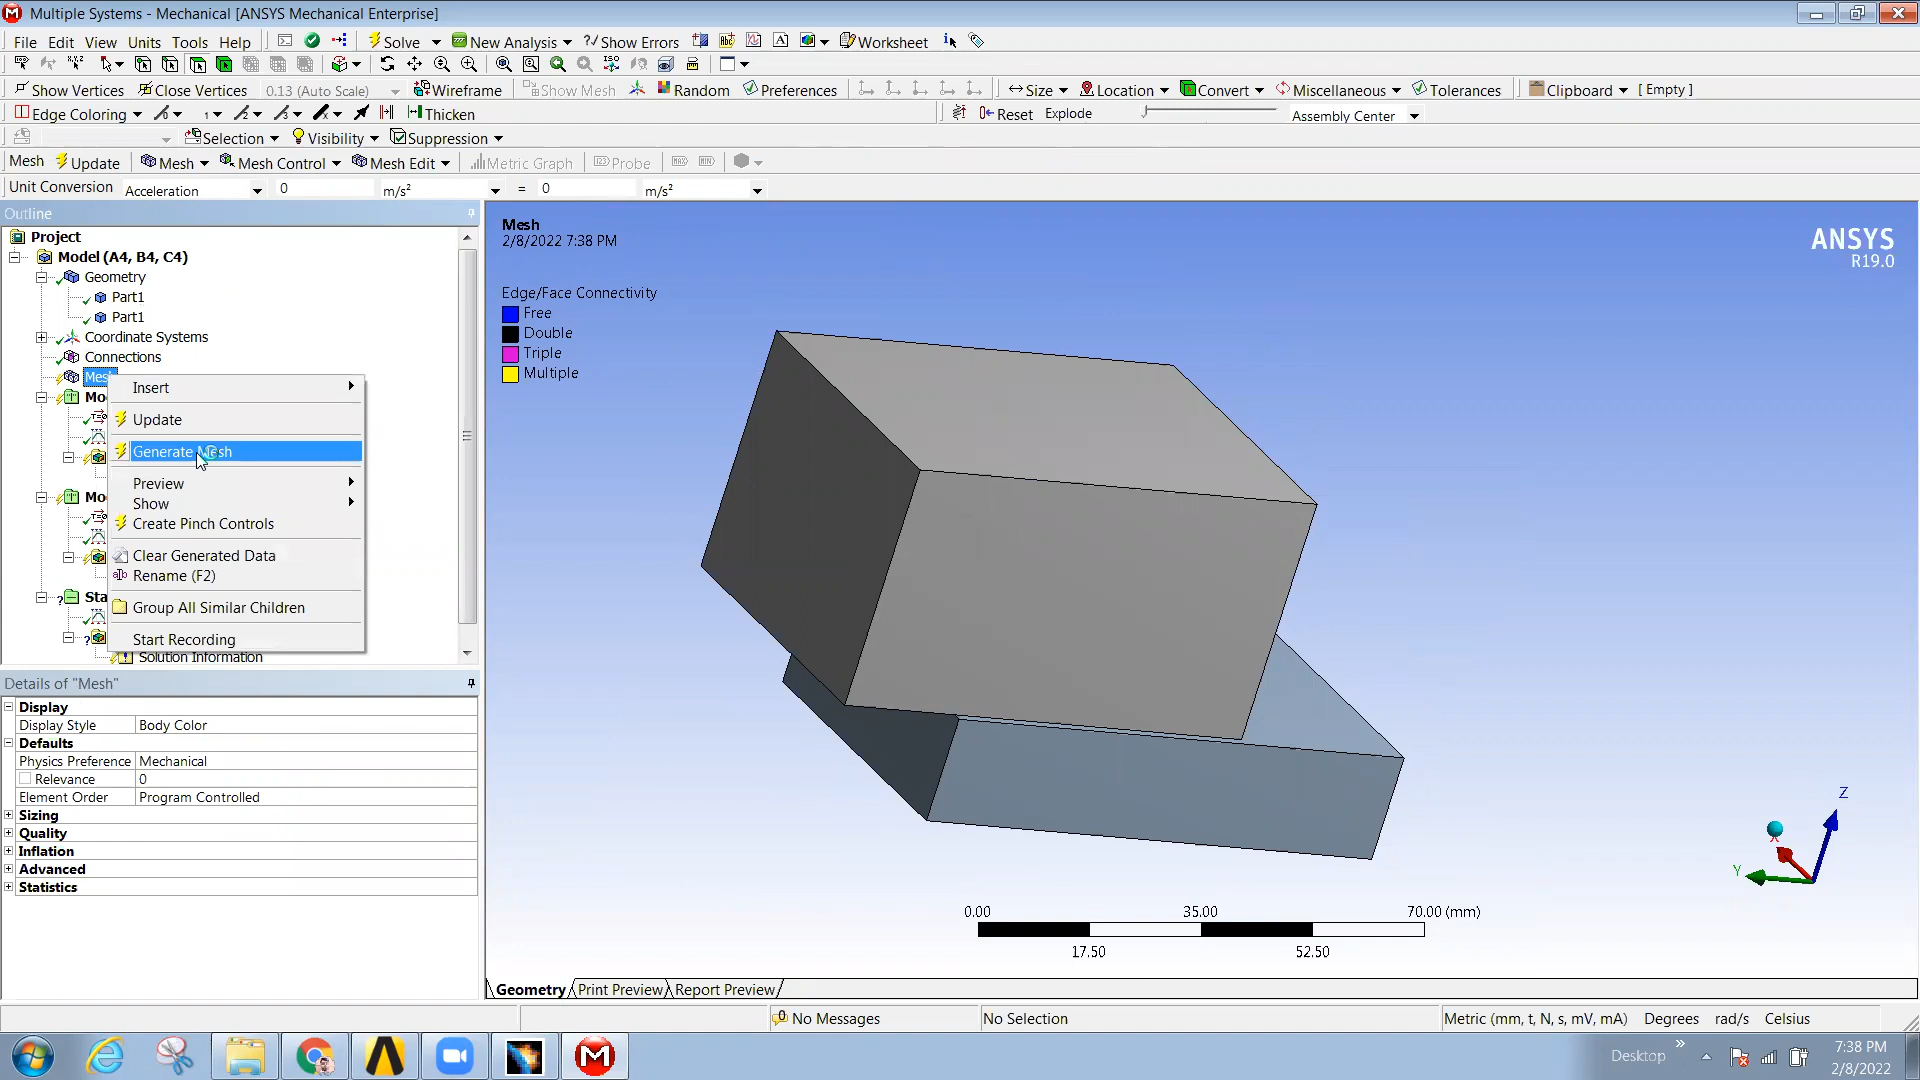 Multiple Systems - Mechanical [ANSYS Mechanical Enterprise]
File Edit View Units Tools Help Solve New Analysis ?/Show Errors Worksheet
Show Vertices Close Vertices 0.13 (Auto Scale) Wireframe Show Mesh Random Preferences Size Location Convert Miscellaneous Tolerances Clipboard [ Empty ]
Edge Coloring Thicken Reset Explode Assembly Center
Selection Visibility Suppression
Mesh Update Mesh Mesh Control Mesh Edit Metric Graph Probe
Unit Conversion Acceleration 0 m/s² = 0 m/s²
Outline
Project
Model (A4, B4, C4)
Geometry
Part1
Part1
Coordinate Systems
Connections
Mes
Mo
Mo
Sta
Solution Information
Insert
Update
Generate Mesh
Preview
Show
Create Pinch Controls
Clear Generated Data
Rename (F2)
Group All Similar Children
Start Recording
Details of "Mesh"
Display
Display Style Body Color
Defaults
Physics Preference Mechanical
Relevance 0
Element Order Program Controlled
Sizing
Quality
Inflation
Advanced
Statistics
Mesh
2/8/2022 7:38 PM
Edge/Face Connectivity
Free
Double
Triple
Multiple
ANSYS
R19.0
Z
X
Y
0.00 35.00 70.00 (mm)
17.50 52.50
Geometry Print Preview Report Preview
0 No Messages No Selection Metric (mm, t, N, s, mV, mA) Degrees rad/s Celsius
Desktop » 7:38 PM
2/8/2022